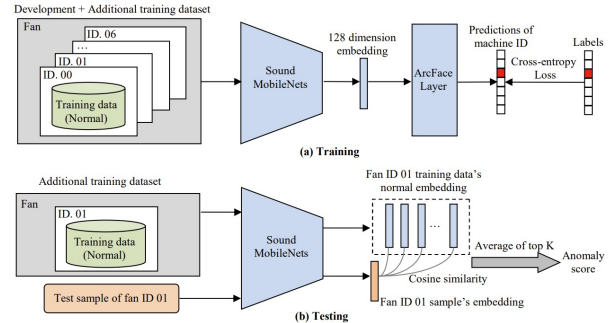 Development + Additional training dataset
Fan
ID. 06
...
ID. 01
ID. 00
Training data
(Normal)
Sound
MobileNets
128 dimension
embedding
ArcFace
Layer
Predictions of
machine ID
Cross-entropy
Loss
Labels
(a) Training
Additional training dataset
Fan
ID. 01
Training data
(Normal)
Test sample of fan ID 01
Sound
MobileNets
Fan ID 01 training data's
normal embedding
...
Cosine similarity
Fan ID 01 sample's embedding
Average of top K
Anomaly
score
(b) Testing